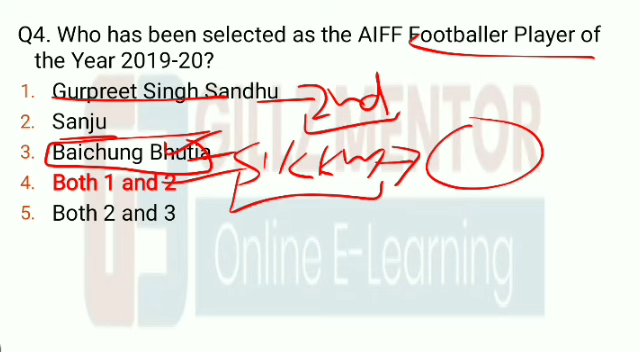 Q4. Who has been selected as the AIFF Footballer Player of
the Year 2019-20?
1. Gurpreet Singh Sandhu 2nd
2. Sanju
3. Baichung Bhutia Sikkim
4. Both 1 and 2
5. Both 2 and 3
MENTOR
Online E-Learning